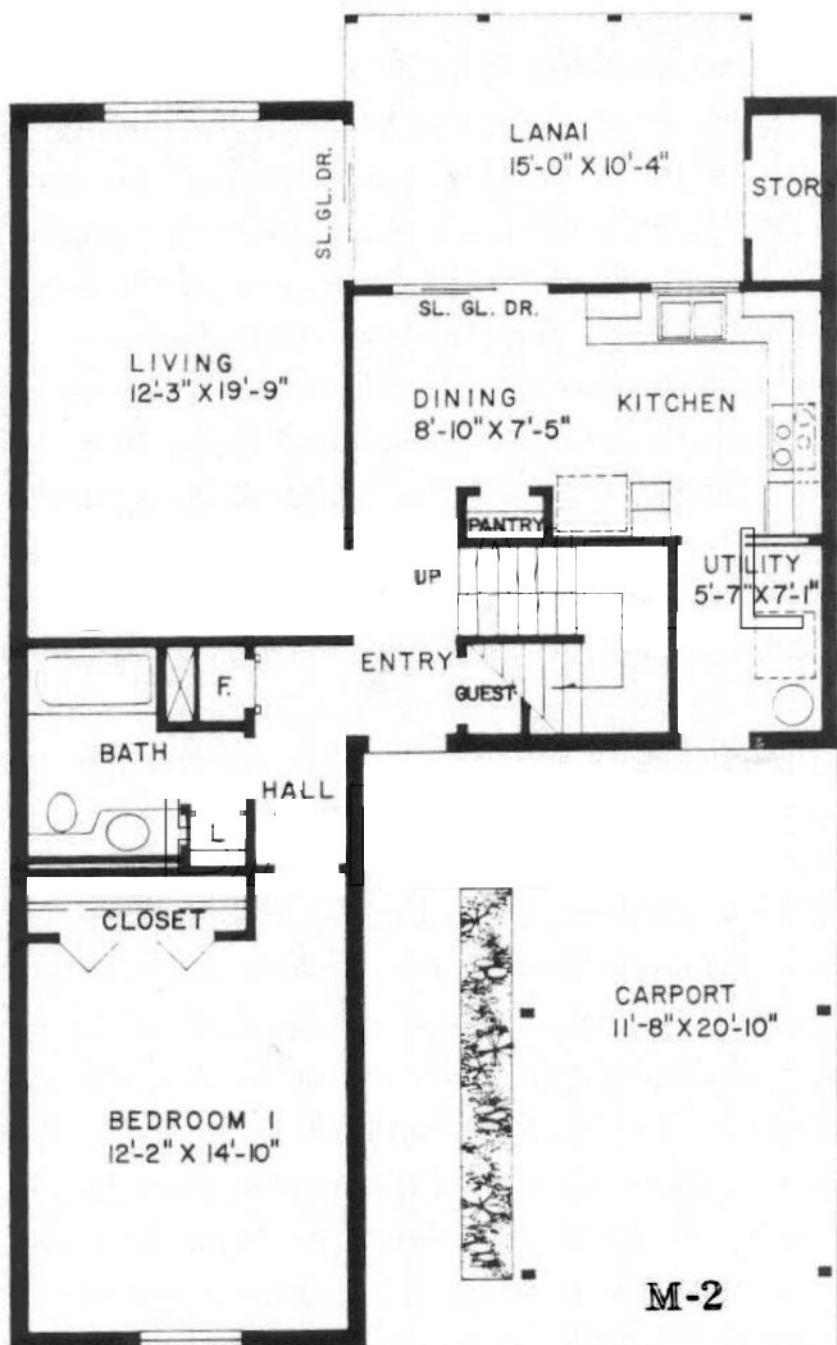 LANAI
15'-0" X 10'-4"
STOR
SL. GL. DR.
SL. GL. DR.
LIVING
12'-3" X 19'-9"
DINING
8'-10" X 7'-5"
KITCHEN
PANTRY
UP
UTILITY
5'-7" X 7'-1"
ENTRY
F.
GUEST
BATH
HALL
L
CLOSET
CARPORT
11'-8" X 20'-10"
BEDROOM 1
12'-2" X 14'-10"
M-2